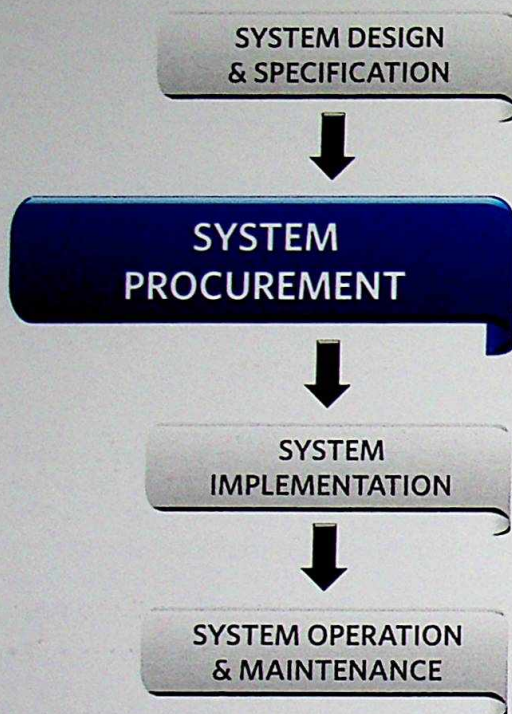 SYSTEM DESIGN
& SPECIFICATION
SYSTEM
PROCUREMENT
SYSTEM
IMPLEMENTATION
SYSTEM OPERATION
& MAINTENANCE